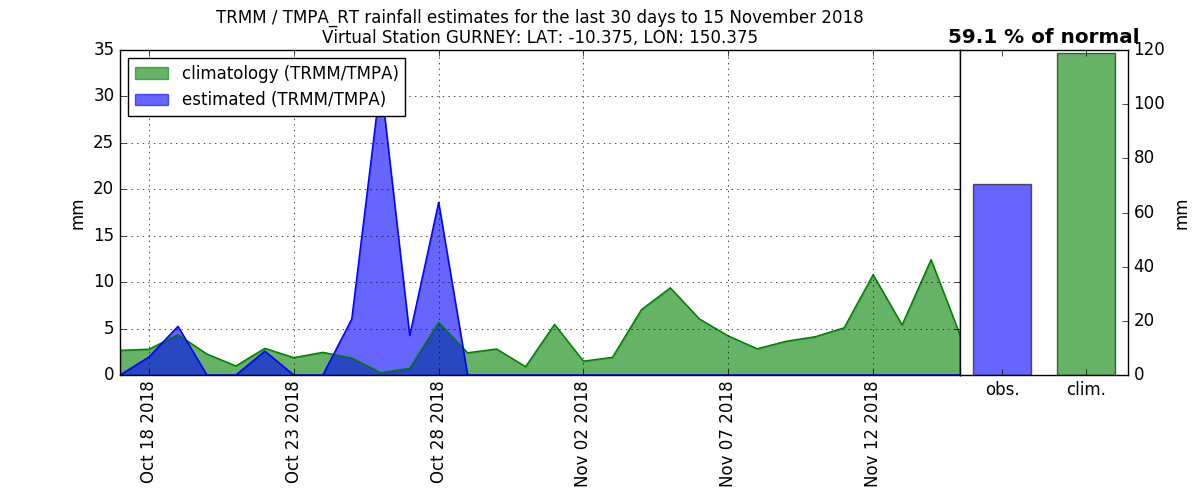 TRMM / TMPA_RT rainfall estimates for the last 30 days to 15 November 2018
Virtual Station GURNEY: LAT: -10.375, LON: 150.375
59.1 % of normal
climatology (TRMM/TMPA)
estimated (TRMM/TMPA)
35
30
25
20
15
10
5
0
mm
Oct 18 2018
Oct 23 2018
Oct 28 2018
Nov 02 2018
Nov 07 2018
Nov 12 2018
120
100
80
60
40
20
0
mm
obs.
clim.